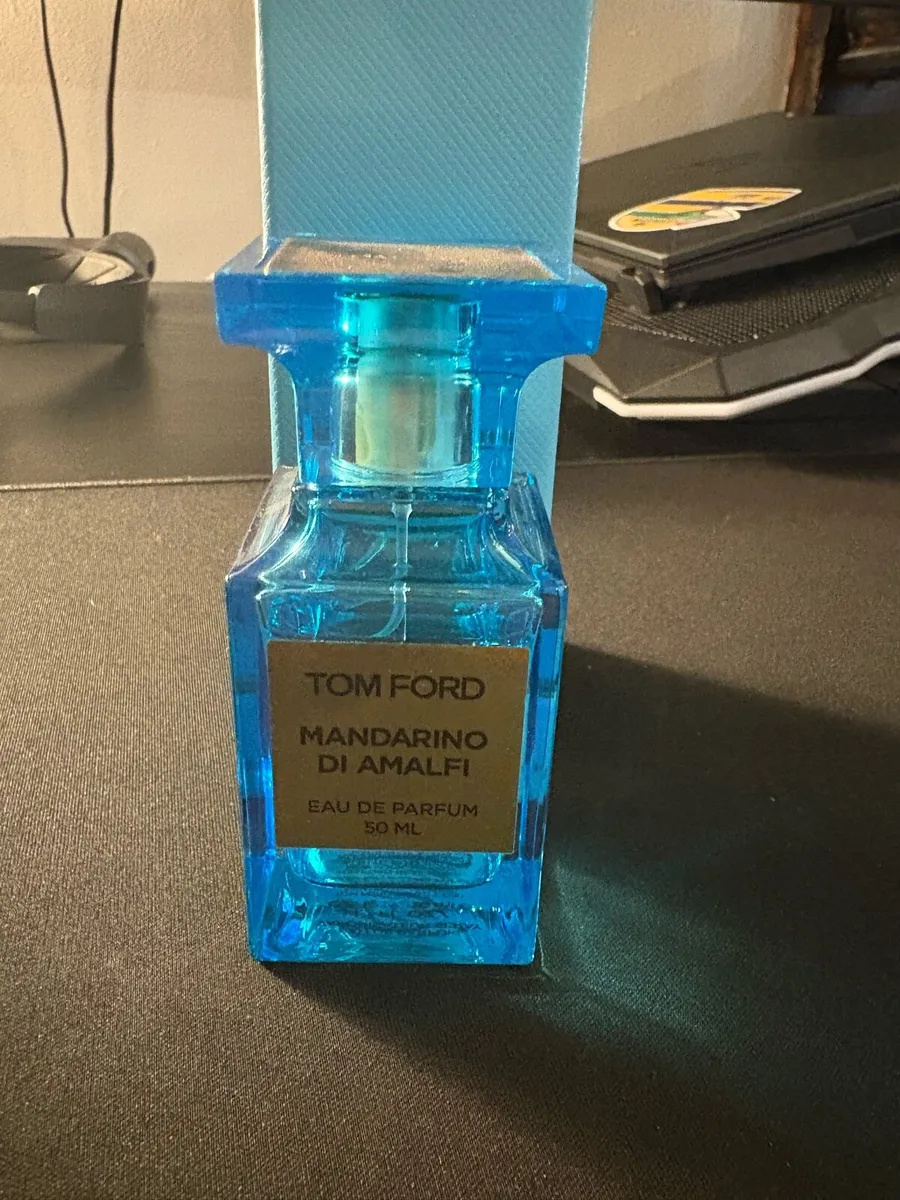 TOM FORD
MANDARINO
DI AMALFI
EAU DE PARFUM
50 ML